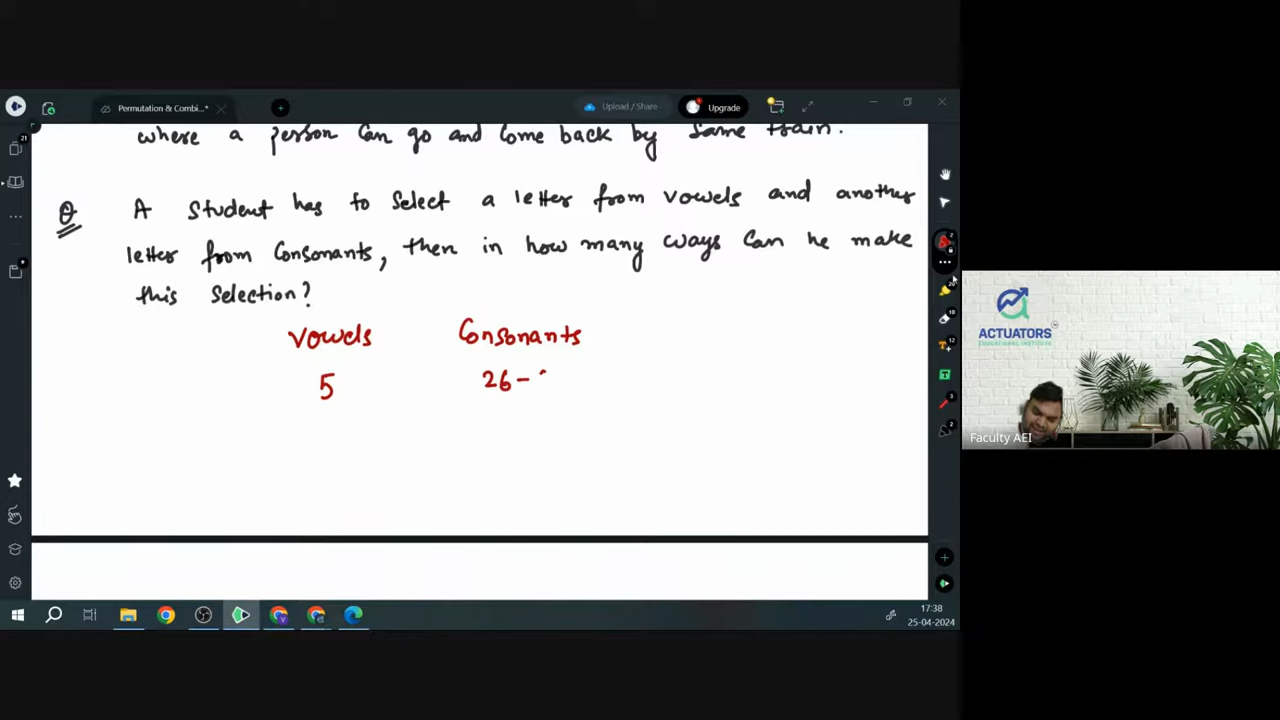 Permutation & Combi...*
Upload / Share
Upgrade
where a person Can go and Come back by Same train.
Q A Student has to Select a letter from vowels and another
letter from Consonants, then in how many ways Can he make
this Selection?
Vowels Consonants
5 26-
ACTUATORS
EDUCATIONAL INSTITUTE
Faculty AEI
17:38
25-04-2024